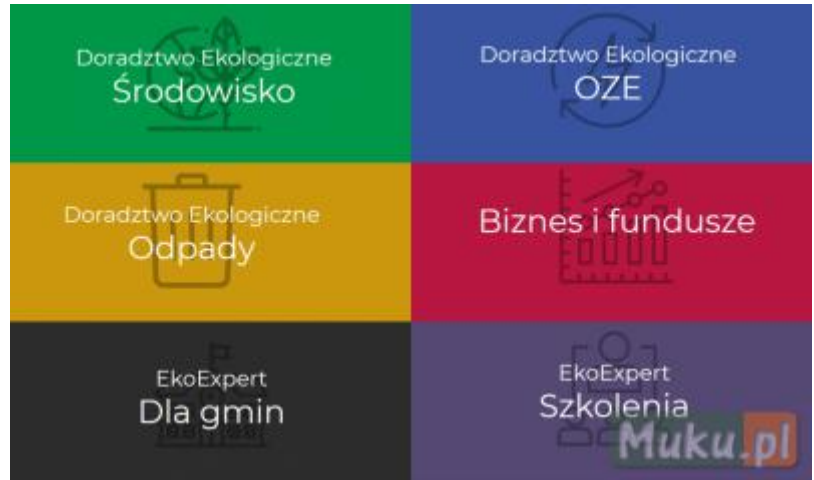 Doradztwo Ekologiczne
Środowisko
Doradztwo Ekologiczne
OZE
Doradztwo Ekologiczne
Odpady
Biznes i fundusze
EkoExpert
Dla gmin
EkoExpert
Szkolenia
Muku.pl